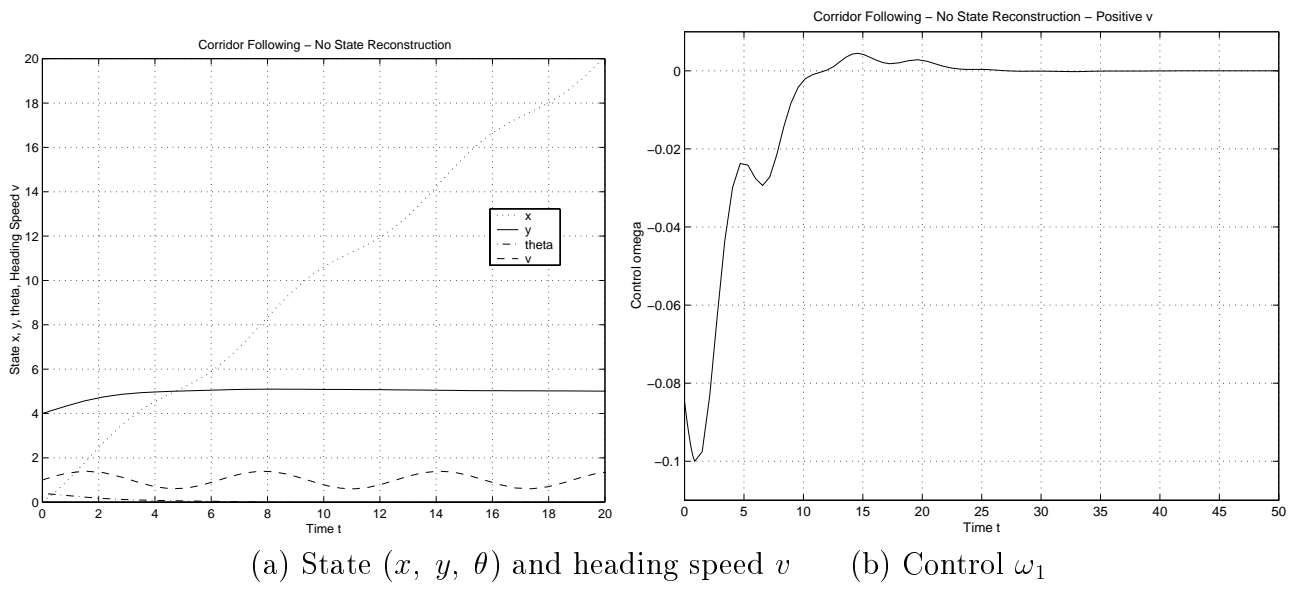 Corridor Following – No State Reconstruction
State x, y, theta, Heading Speed v
20
18
16
14
12
10
8
6
4
2
0
x
y
theta
v
0 2 4 6 8 10 12 14 16 18 20
Time t
Corridor Following – No State Reconstruction – Positive v
Control omega
0
−0.02
−0.04
−0.06
−0.08
−0.1
0 5 10 15 20 25 30 35 40 45 50
Time t
(a) State (x, y, θ) and heading speed v
(b) Control ω₁